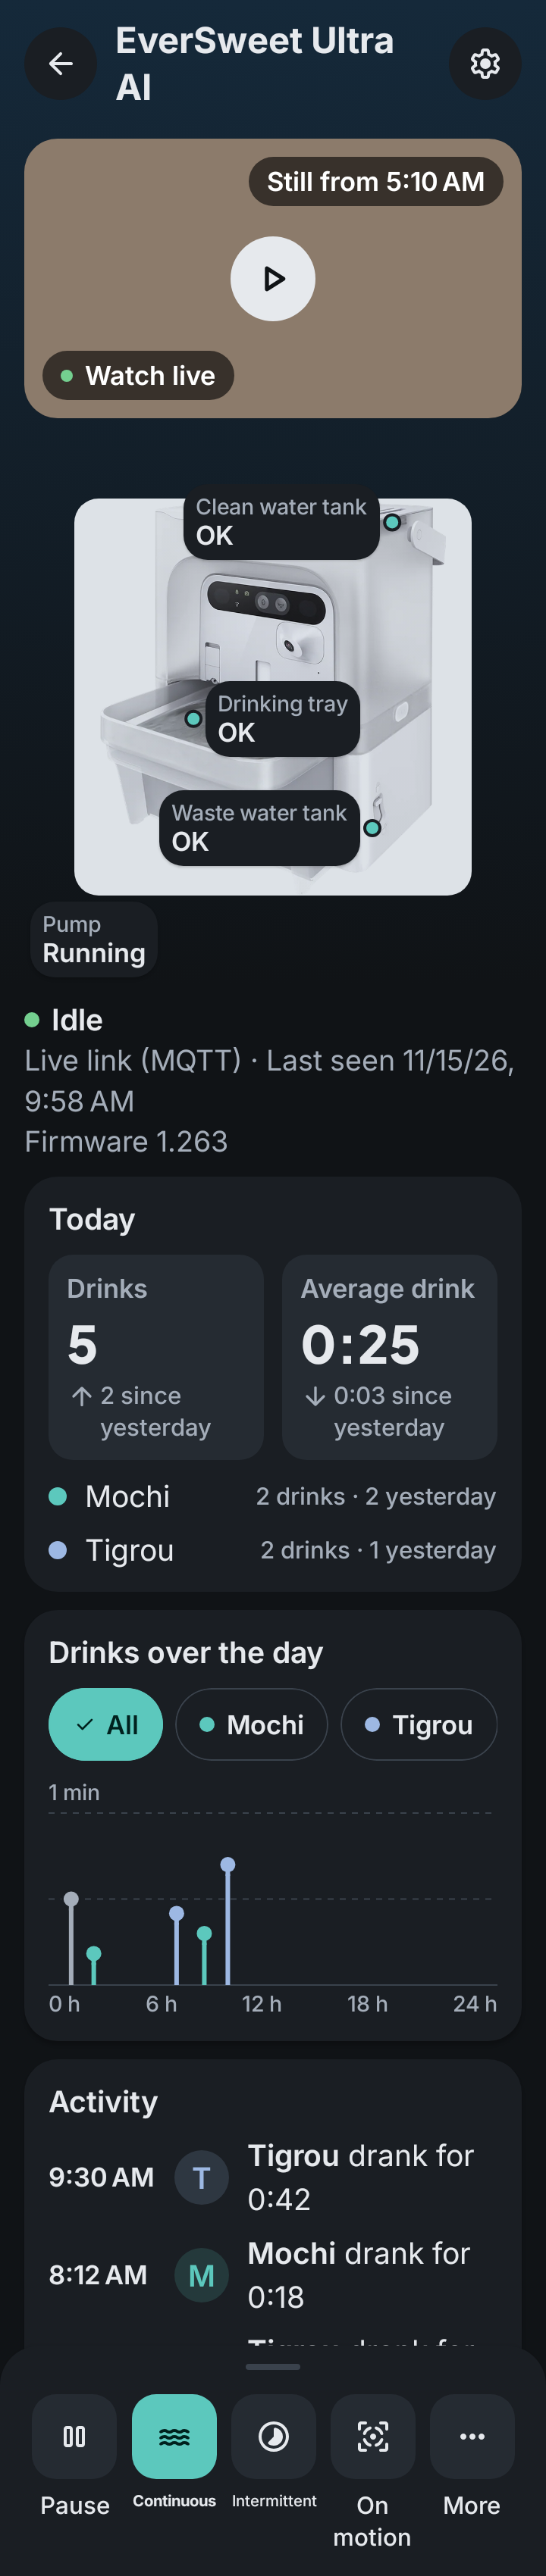 EverSweet Ultra
AI
Still from 5:10 AM
Watch live
Clean water tank
OK
Drinking tray
OK
Waste water tank
OK
Pump
Running
Idle
Live link (MQTT) · Last seen 11/15/26,
9:58 AM
Firmware 1.263
Today
Drinks
5
↑ 2 since
yesterday
Average drink
0:25
↓ 0:03 since
yesterday
Mochi 2 drinks · 2 yesterday
Tigrou 2 drinks · 1 yesterday
Drinks over the day
All Mochi Tigrou
1 min
0 h 6 h 12 h 18 h 24 h
Activity
9:30 AM T Tigrou drank for
0:42
8:12 AM M Mochi drank for
0:18
Pause Continuous Intermittent On
motion More